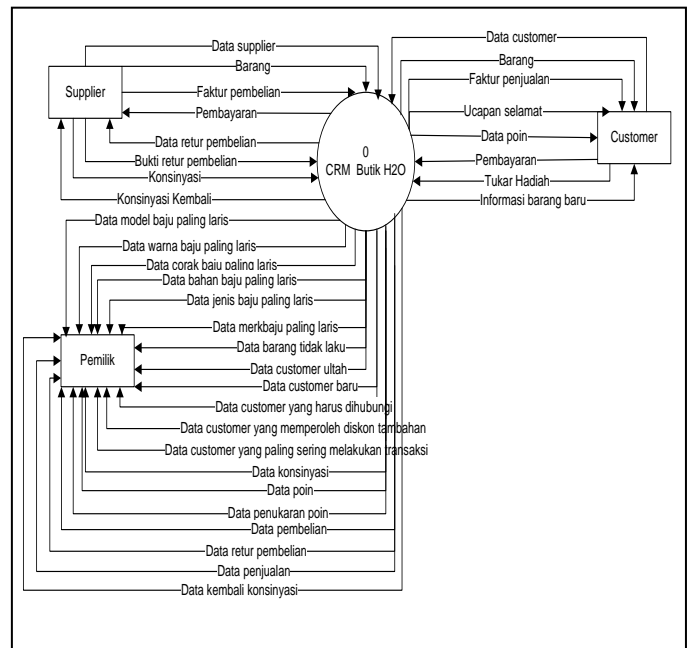 Data supplier
Barang
Supplier
Faktur pembelian
Pembayaran
Data retur pembelian
Bukti retur pembelian
Konsinyasi
Konsinyasi Kembali
0
CRM Butik H2O
Data customer
Barang
Faktur penjualan
Ucapan selamat
Data poin
Customer
Pembayaran
Tukar Hadiah
Informasi barang baru
Data model baju paling laris
Data warna baju paling laris
Data corak baju paling laris
Data bahan baju paling laris
Data jenis baju paling laris
Data merkbaju paling laris
Data barang tidak laku
Pemilik
Data customer ultah
Data customer baru
Data customer yang harus dihubungi
Data customer yang memperoleh diskon tambahan
Data customer yang paling sering melakukan transaksi
Data konsinyasi
Data poin
Data penukaran poin
Data pembelian
Data retur pembelian
Data penjualan
Data kembali konsinyasi